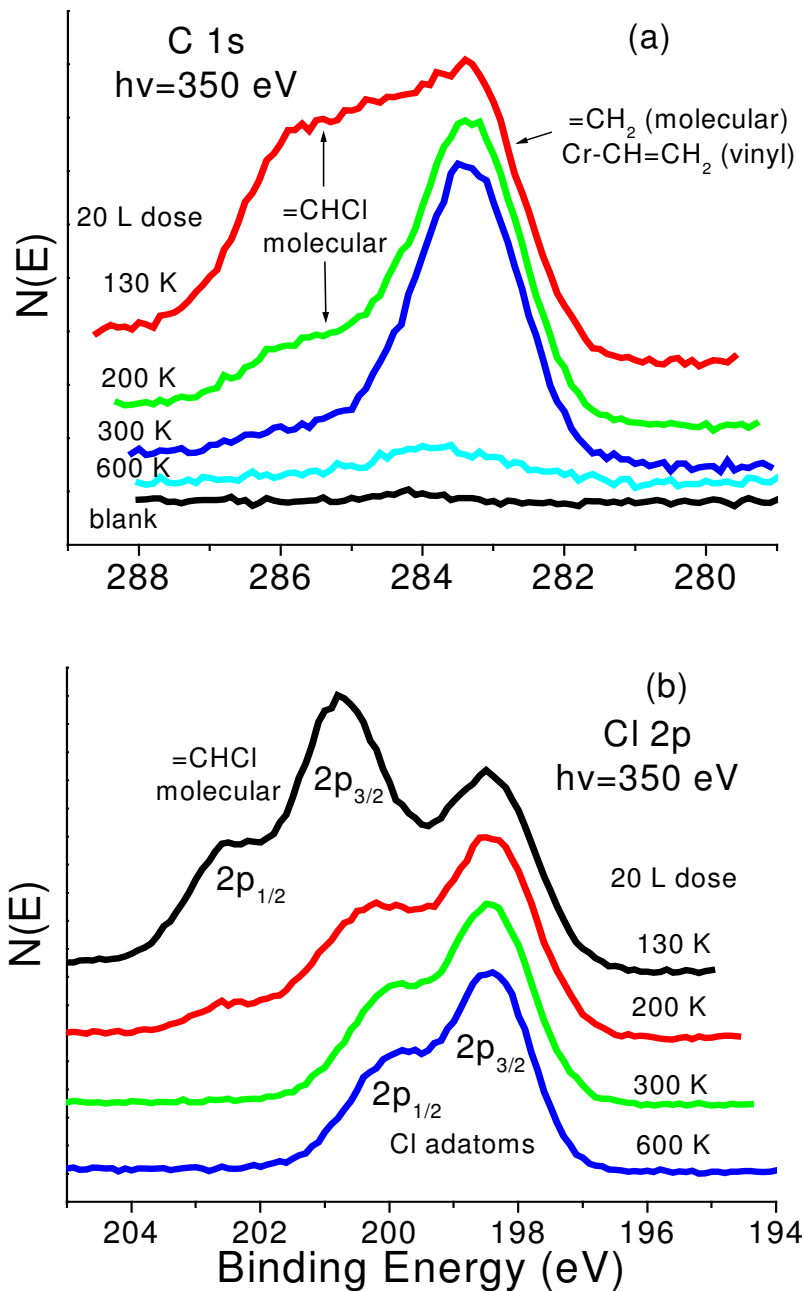 C 1s
hν=350 eV
(a)
=CH₂ (molecular)
Cr-CH=CH₂ (vinyl)
=CHCl
molecular
20 L dose
130 K
200 K
300 K
600 K
blank
N(E)
288 286 284 282 280
(b)
Cl 2p
hν=350 eV
=CHCl
molecular
2p₃/₂
2p₁/₂
20 L dose
130 K
200 K
2p₃/₂
300 K
2p₁/₂
Cl adatoms
600 K
N(E)
204 202 200 198 196 194
Binding Energy (eV)